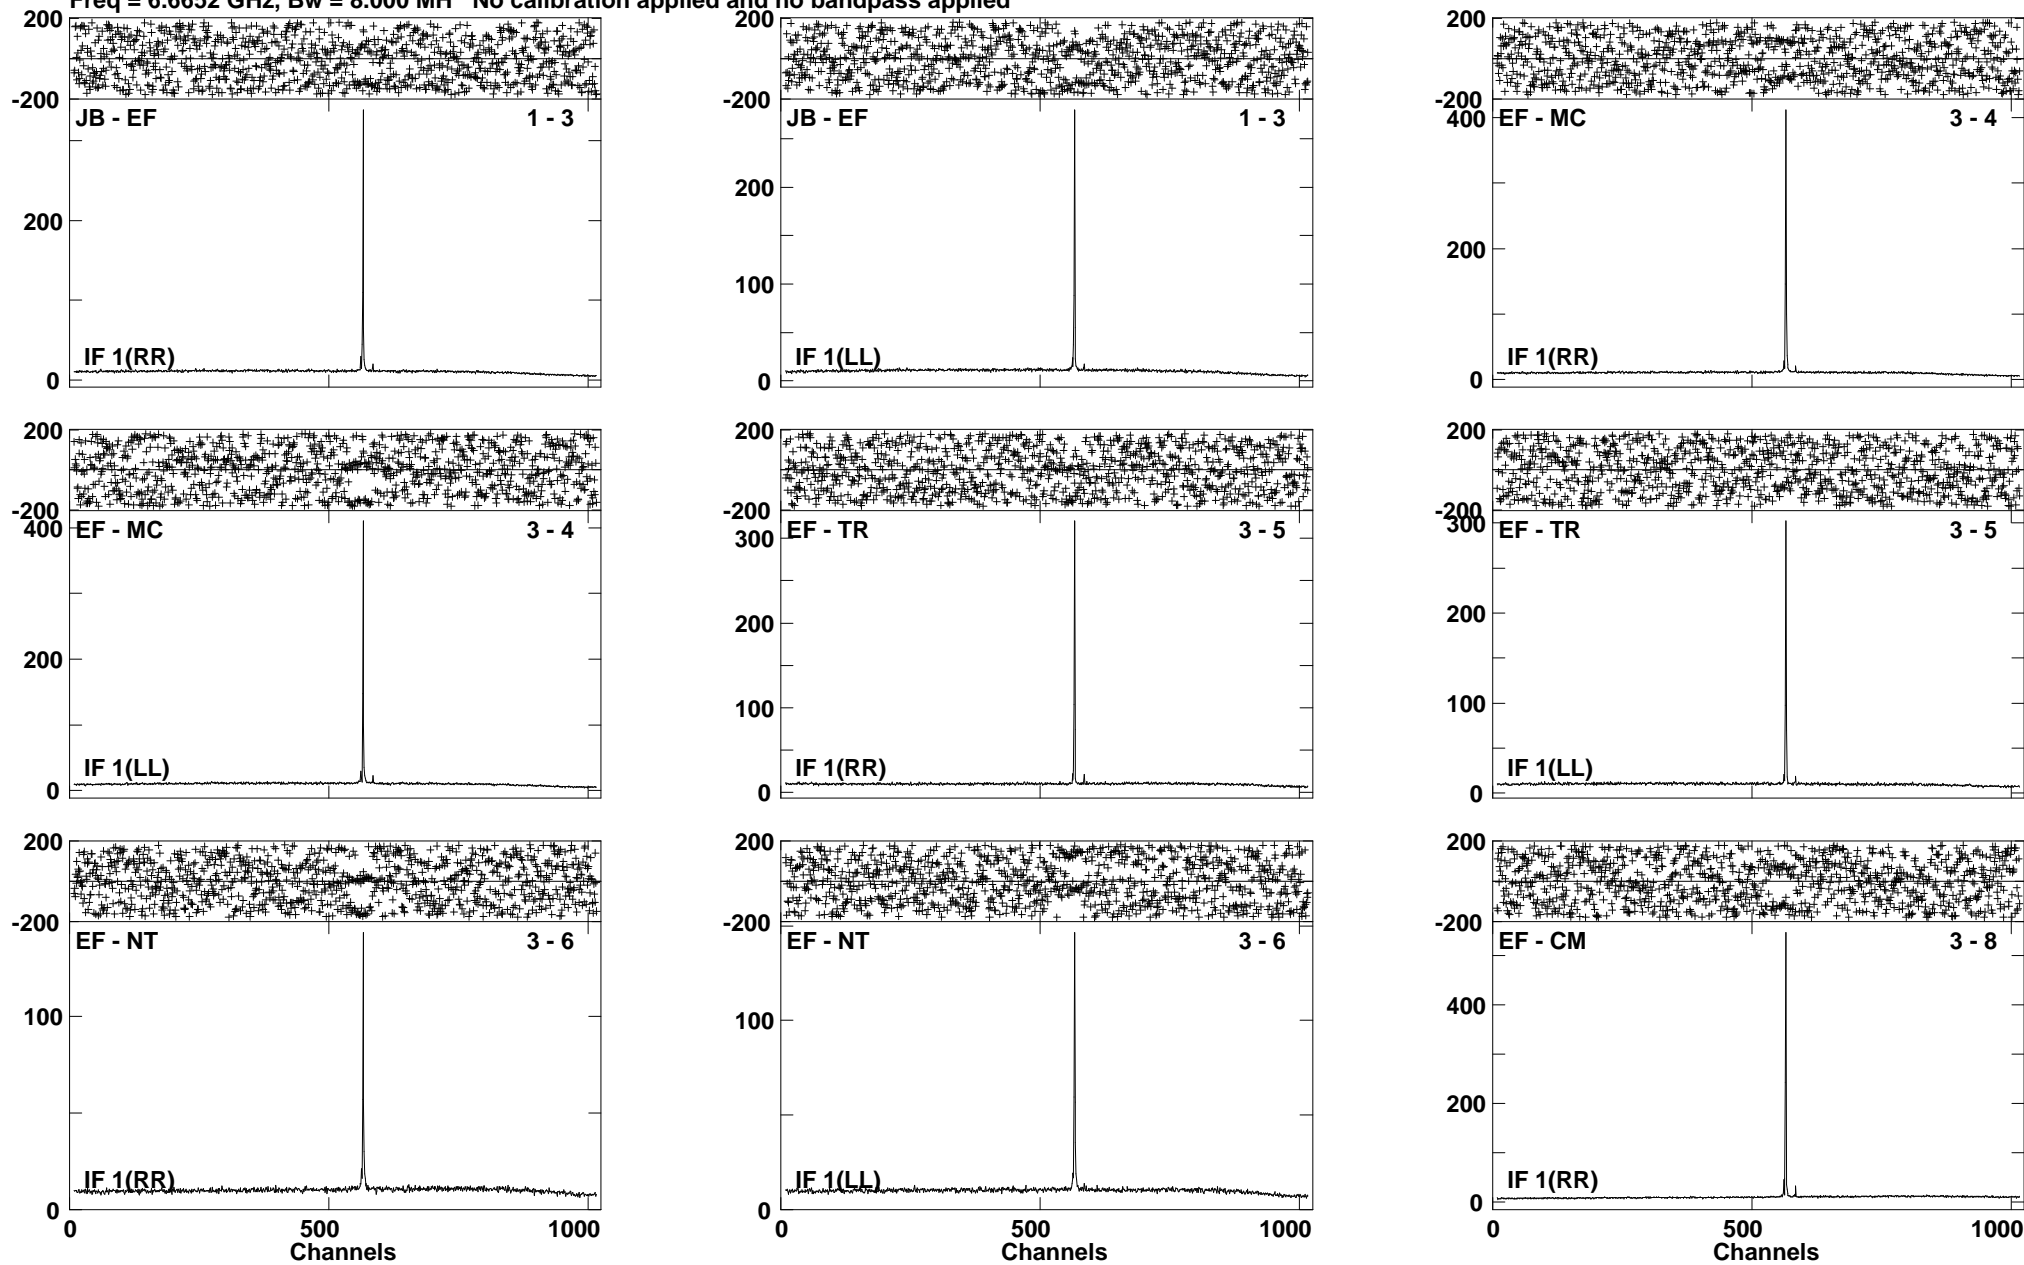 Freq = 6.6652 GHz, Bw = 8.000 MH No calibration applied and no bandpass applied
200 200 200
-200 -200 -200
JB - EF 1 - 3 JB - EF 1 - 3 400 EF - MC 3 - 4
200 200 200
100
IF 1(RR) IF 1(LL) IF 1(RR)
0 0 0
200 200 200
-200 -200 -200
400 EF - MC 3 - 4 300 EF - TR 3 - 5 300 EF - TR 3 - 5
200 200 200
100 100
IF 1(LL) IF 1(RR) IF 1(LL)
0 0 0
200 200 200
-200 -200 -200
EF - NT 3 - 6 EF - NT 3 - 6 EF - CM 3 - 8
100 100 400
200
IF 1(RR) IF 1(LL) IF 1(RR)
0 0 0
0 500 1000 0 500 1000 0 500 1000
Channels Channels Channels